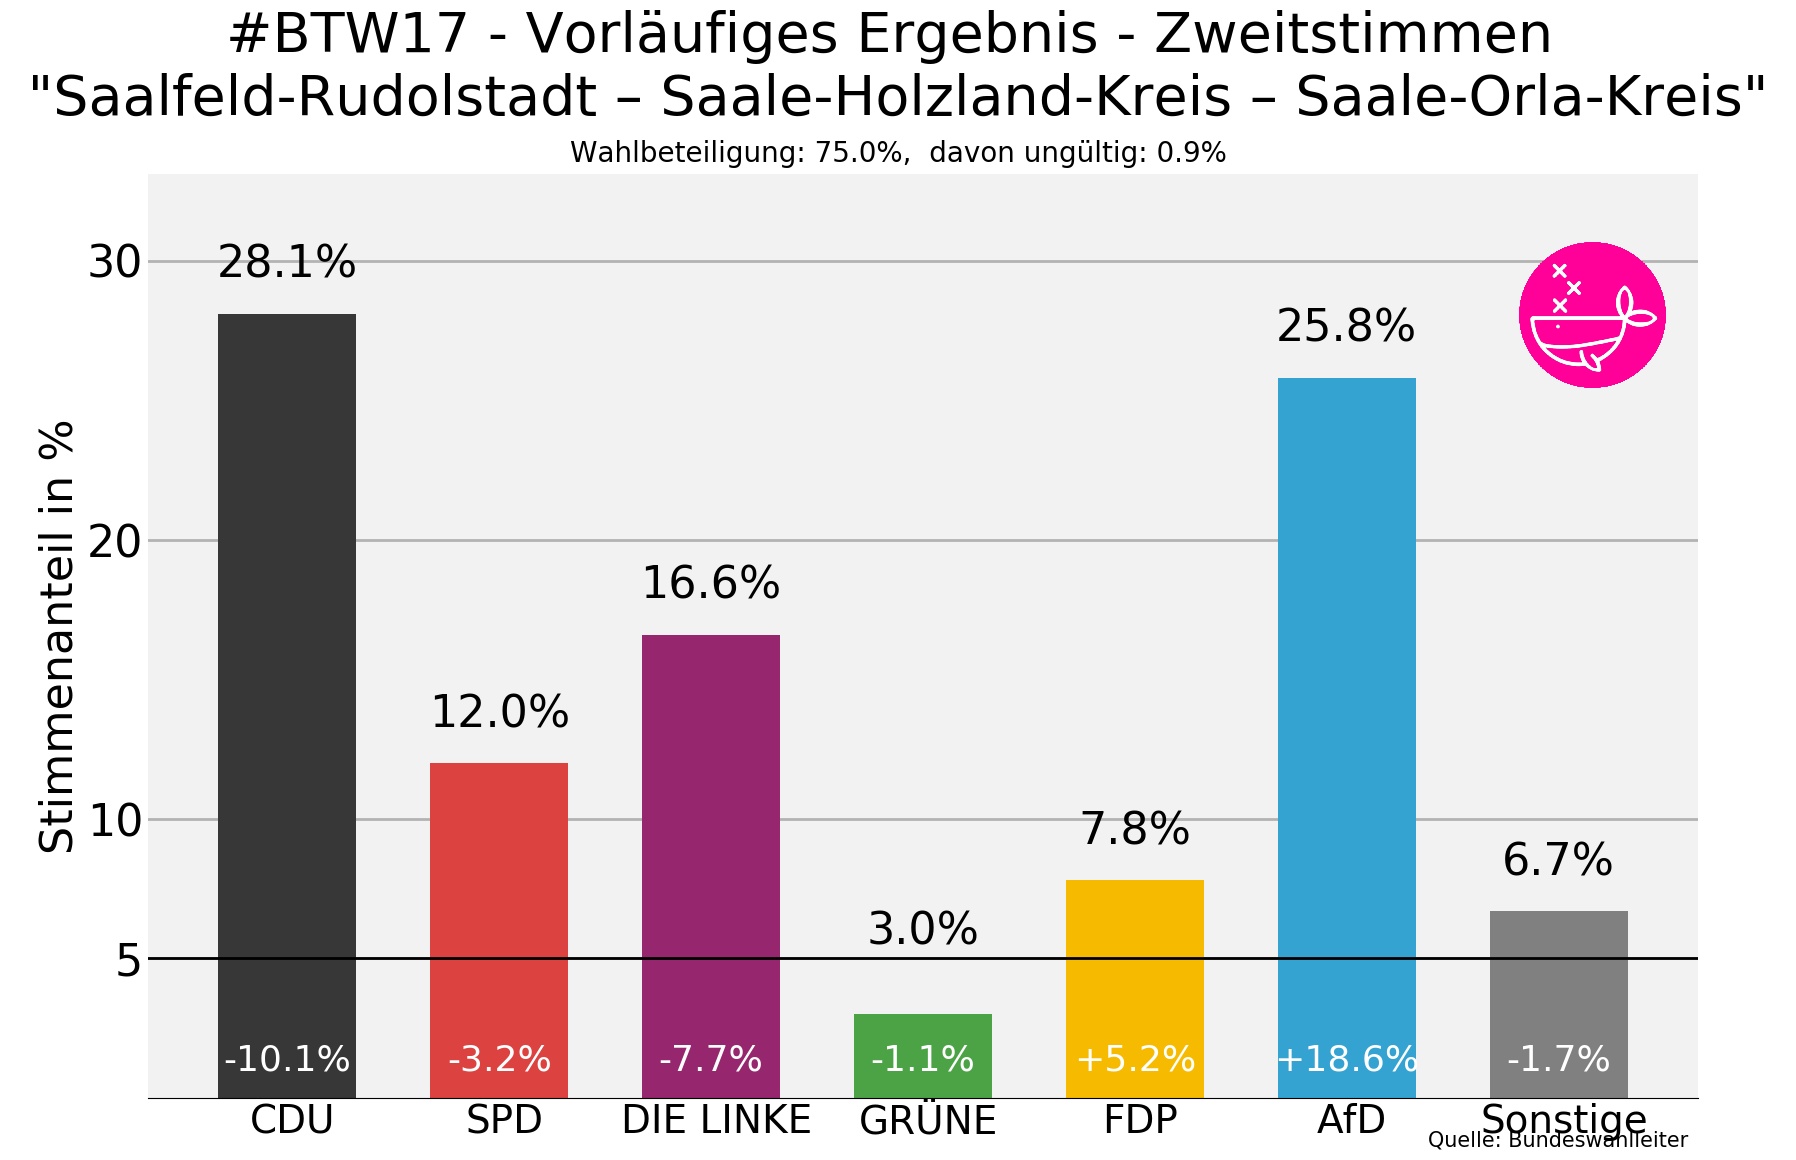 #BTW17 - Vorläufiges Ergebnis - Zweitstimmen
"Saalfeld-Rudolstadt – Saale-Holzland-Kreis – Saale-Orla-Kreis"
Wahlbeteiligung: 75.0%,  davon ungültig: 0.9%
Stimmenanteil in %
30
20
10
5
28.1%
12.0%
16.6%
3.0%
7.8%
25.8%
6.7%
-10.1%
-3.2%
-7.7%
-1.1%
+5.2%
+18.6%
-1.7%
CDU
SPD
DIE LINKE
GRÜNE
FDP
AfD
Sonstige
Quelle: Bundeswahlleiter